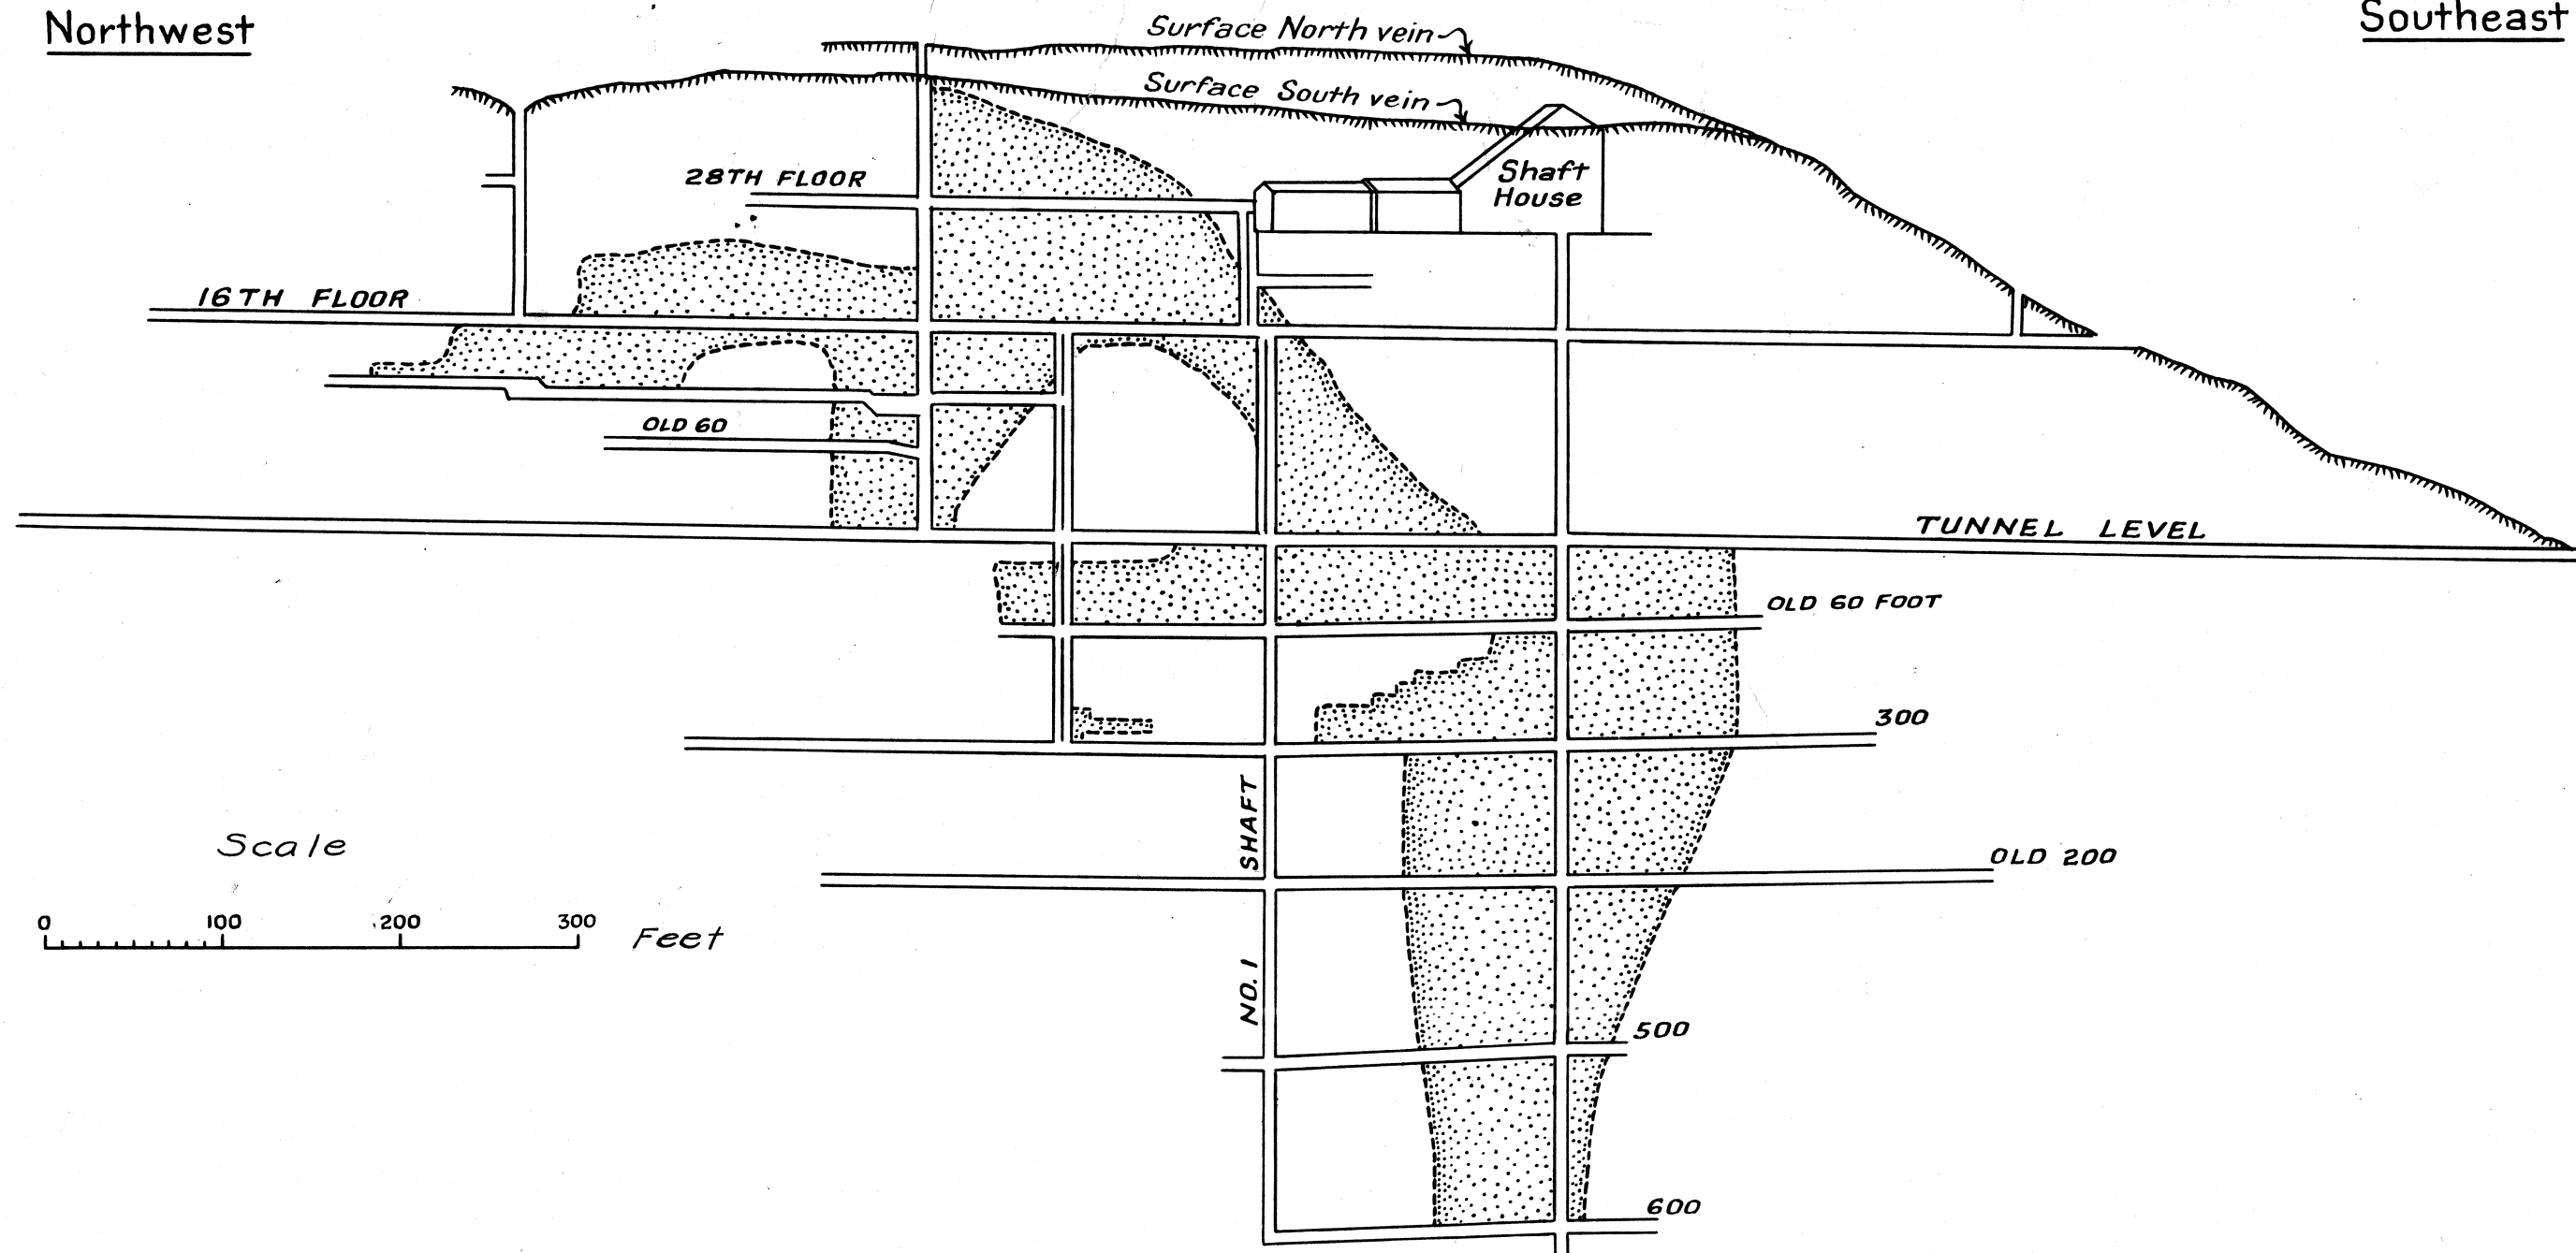 Northwest
Southeast
Surface North vein
Surface South vein
28TH FLOOR
Shaft
House
16TH FLOOR
OLD 60
TUNNEL LEVEL
OLD 60 FOOT
300
SHAFT
NO. 1
OLD 200
Scale
0 100 200 300
Feet
500
600